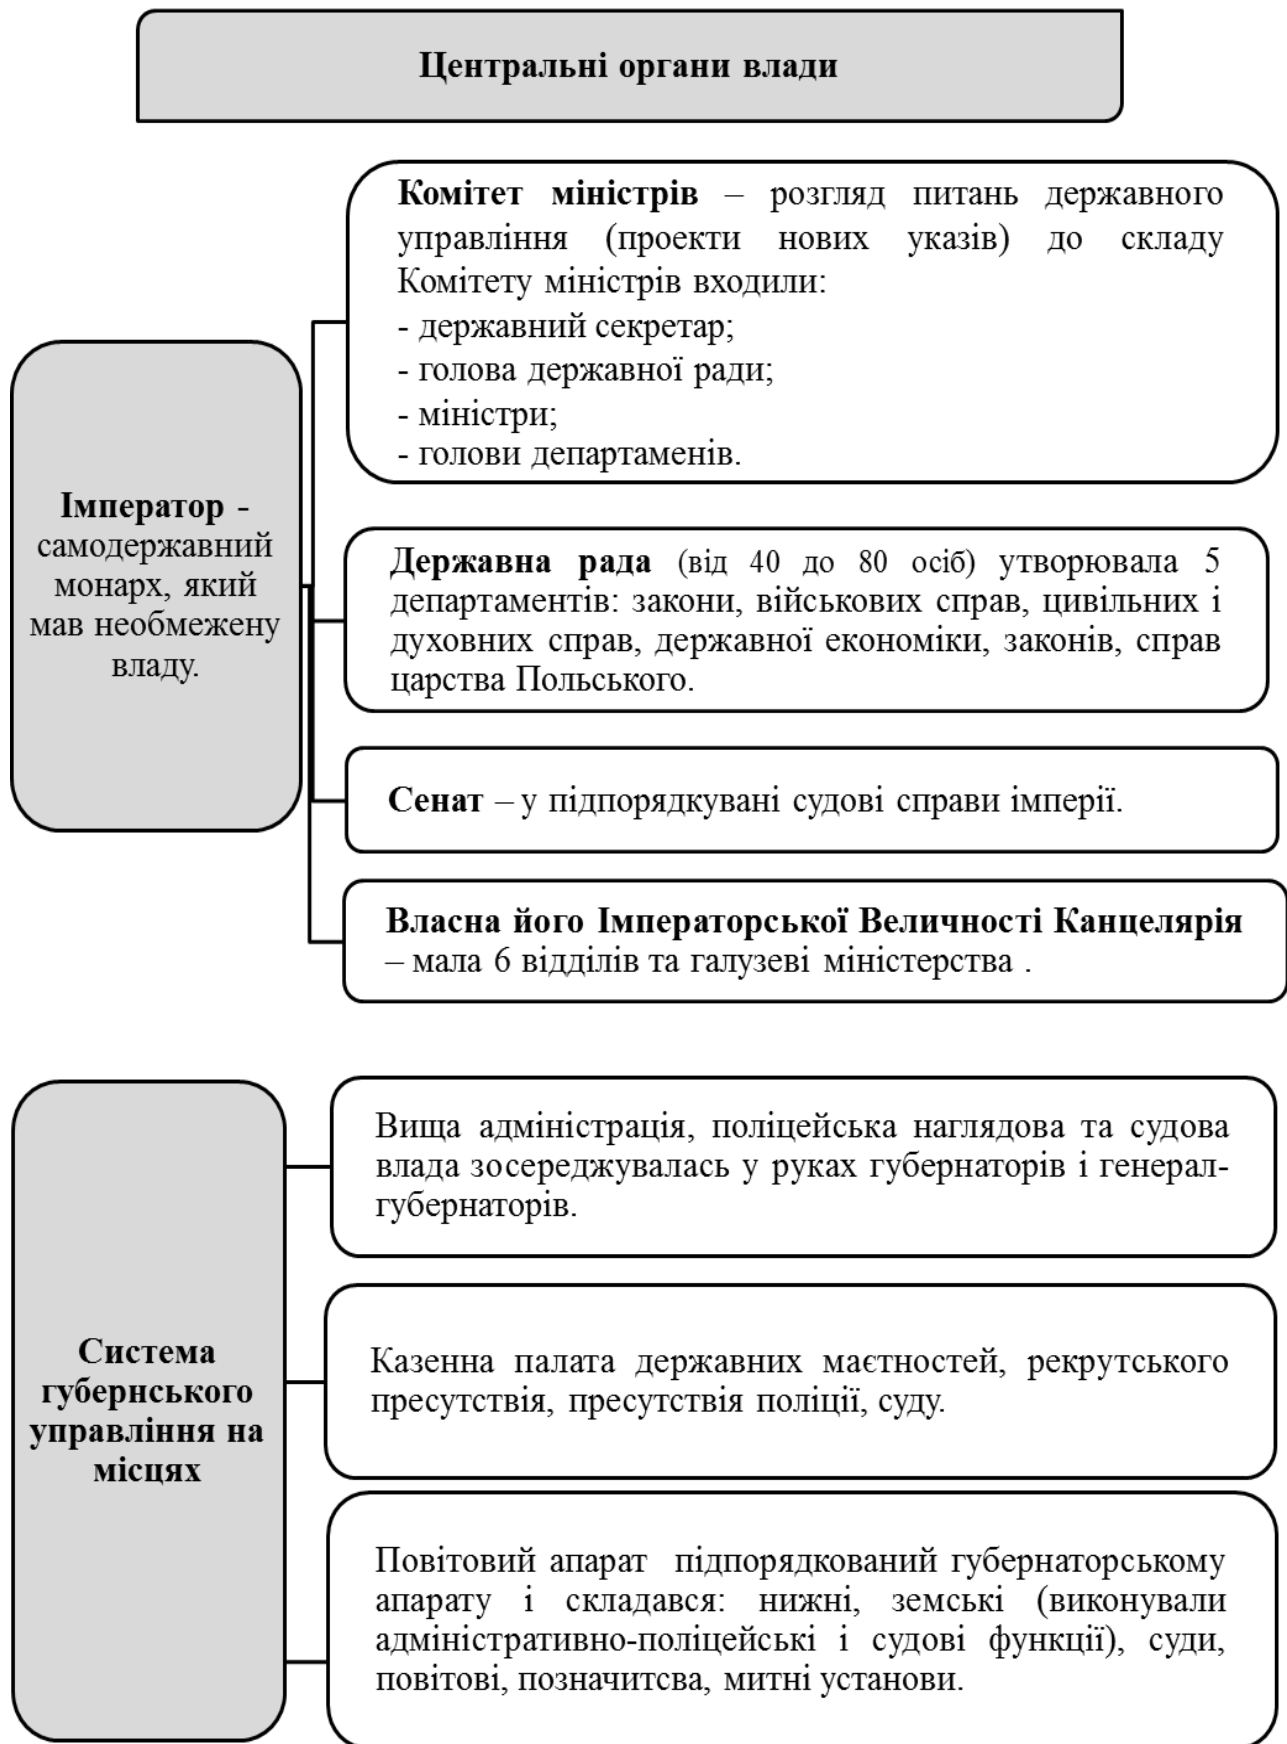 Центральні органи влади
Комітет міністрів – розгляд питань державного
управління (проекти нових указів) до складу
Комітету міністрів входили:
- державний секретар;
- голова державної ради;
- міністри;
- голови департаменів.
Імператор -
самодержавний
монарх, який
мав необмежену
владу.
Державна рада (від 40 до 80 осіб) утворювала 5
департаментів: закони, військових справ, цивільних і
духовних справ, державної економіки, законів, справ
царства Польського.
Сенат – у підпорядкувані судові справи імперії.
Власна його Імператорської Величності Канцелярія
– мала 6 відділів та галузеві міністерства .
Вища адміністрація, поліцейська наглядова та судова
влада зосереджувалась у руках губернаторів і генерал-
губернаторів.
Система
губернського
управління на
місцях
Казенна палата державних маєтностей, рекрутського
пресутствія, пресутствія поліції, суду.
Повітовий апарат підпорядкований губернаторському
апарату і складався: нижні, земські (виконували
адміністративно-поліцейські і судові функції), суди,
повітові, позначитсва, митні установи.